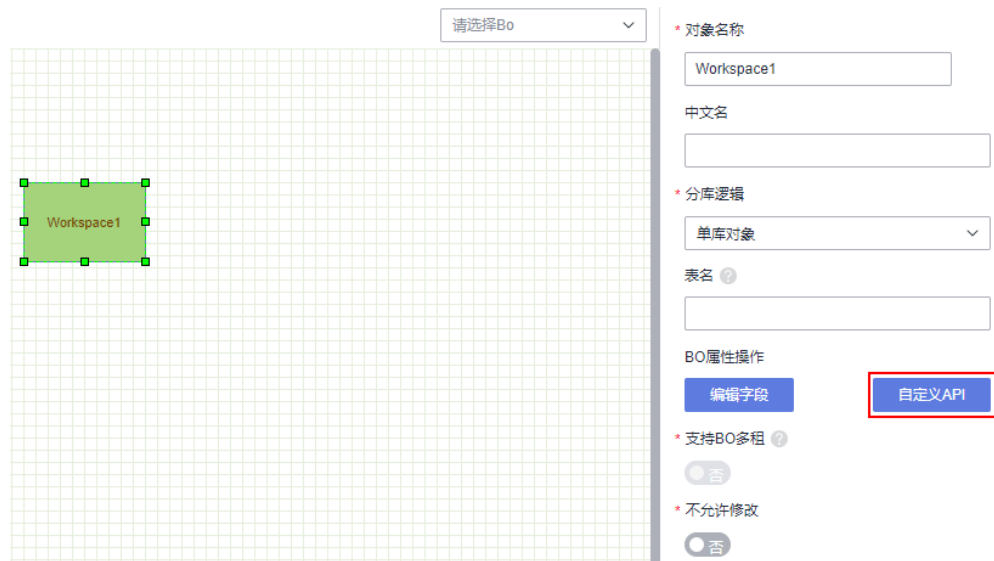 请选择Bo
Workspace1
* 对象名称
Workspace1
中文名
* 分库逻辑
单库对象
表名 ?
BO属性操作
编辑字段 自定义API
* 支持BO多租 ?
否
* 不允许修改
否